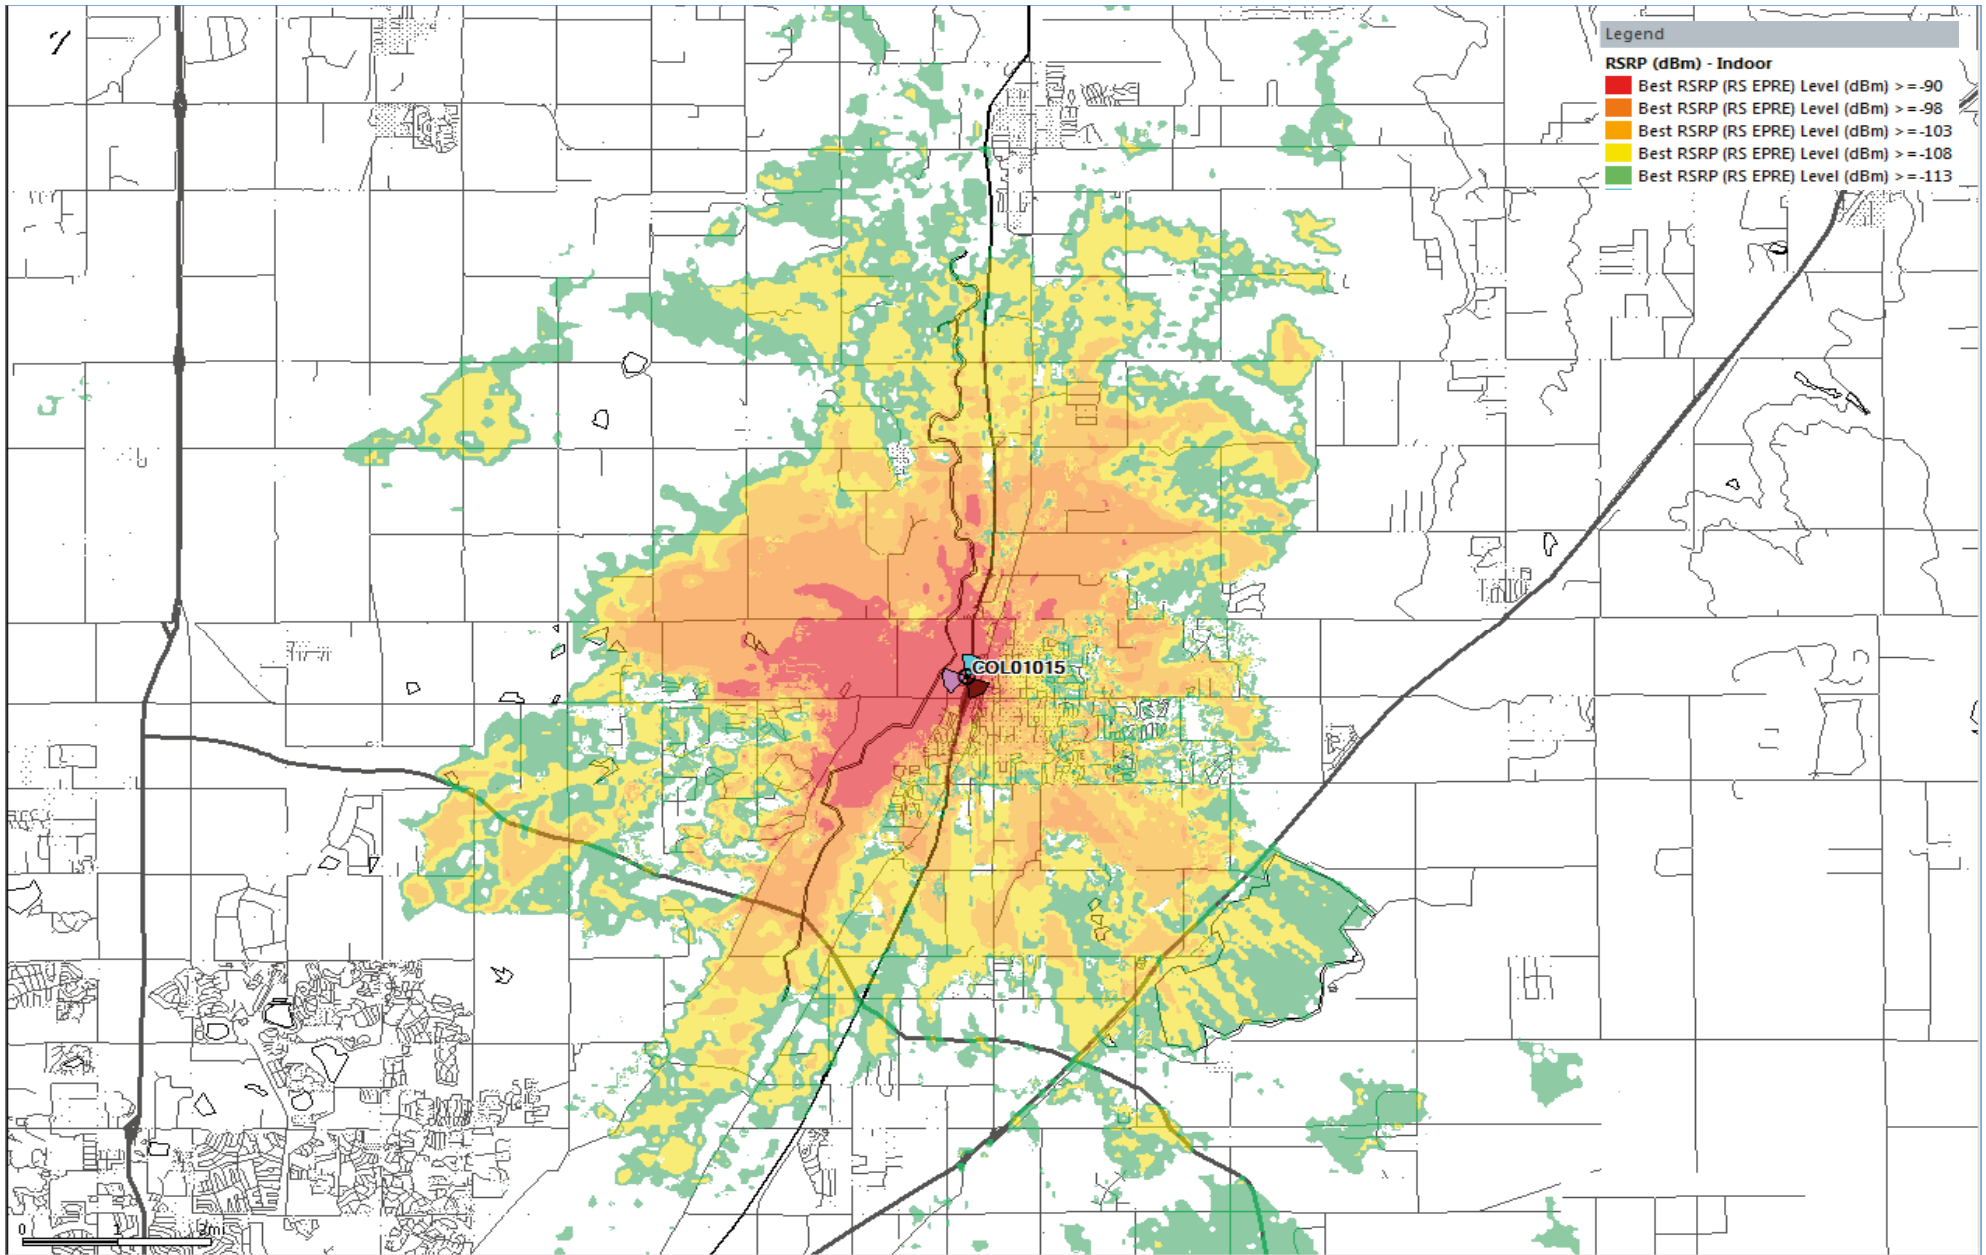 Legend
RSRP (dBm) - Indoor
Best RSRP (RS EPRE) Level (dBm) >=-90
Best RSRP (RS EPRE) Level (dBm) >=-98
Best RSRP (RS EPRE) Level (dBm) >=-103
Best RSRP (RS EPRE) Level (dBm) >=-108
Best RSRP (RS EPRE) Level (dBm) >=-113
COL01015
0 1 2mi